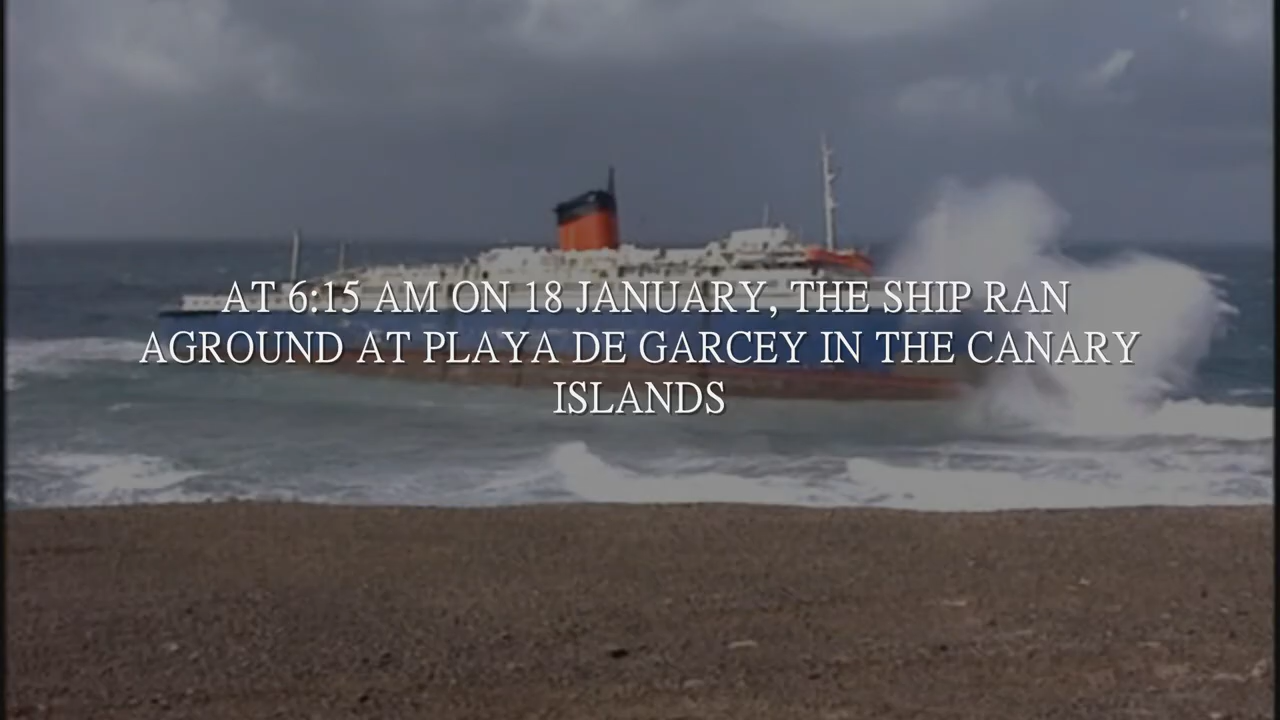 AT 6:15 AM ON 18 JANUARY, THE SHIP RAN
AGROUND AT PLAYA DE GARCEY IN THE CANARY
ISLANDS